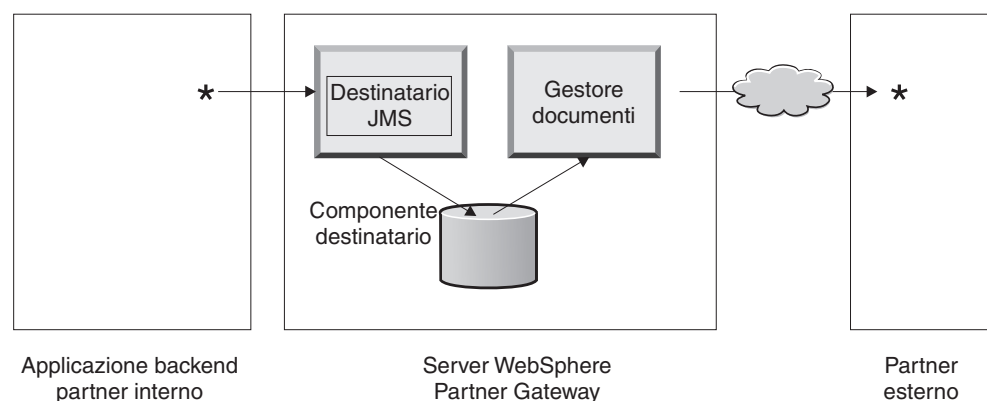 *
Destinatario
JMS
Gestore
documenti
*
Componente
destinatario
Applicazione backend
partner interno
Server WebSphere
Partner Gateway
Partner
esterno